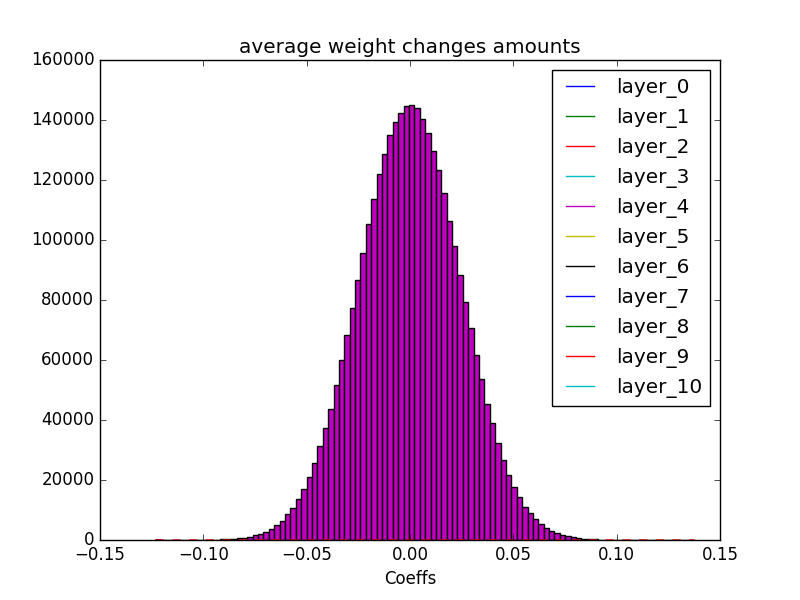 average weight changes amounts
160000
140000
120000
100000
80000
60000
40000
20000
0
−0.15
−0.10
−0.05
0.00
0.05
0.10
0.15
Coeffs
layer_0
layer_1
layer_2
layer_3
layer_4
layer_5
layer_6
layer_7
layer_8
layer_9
layer_10